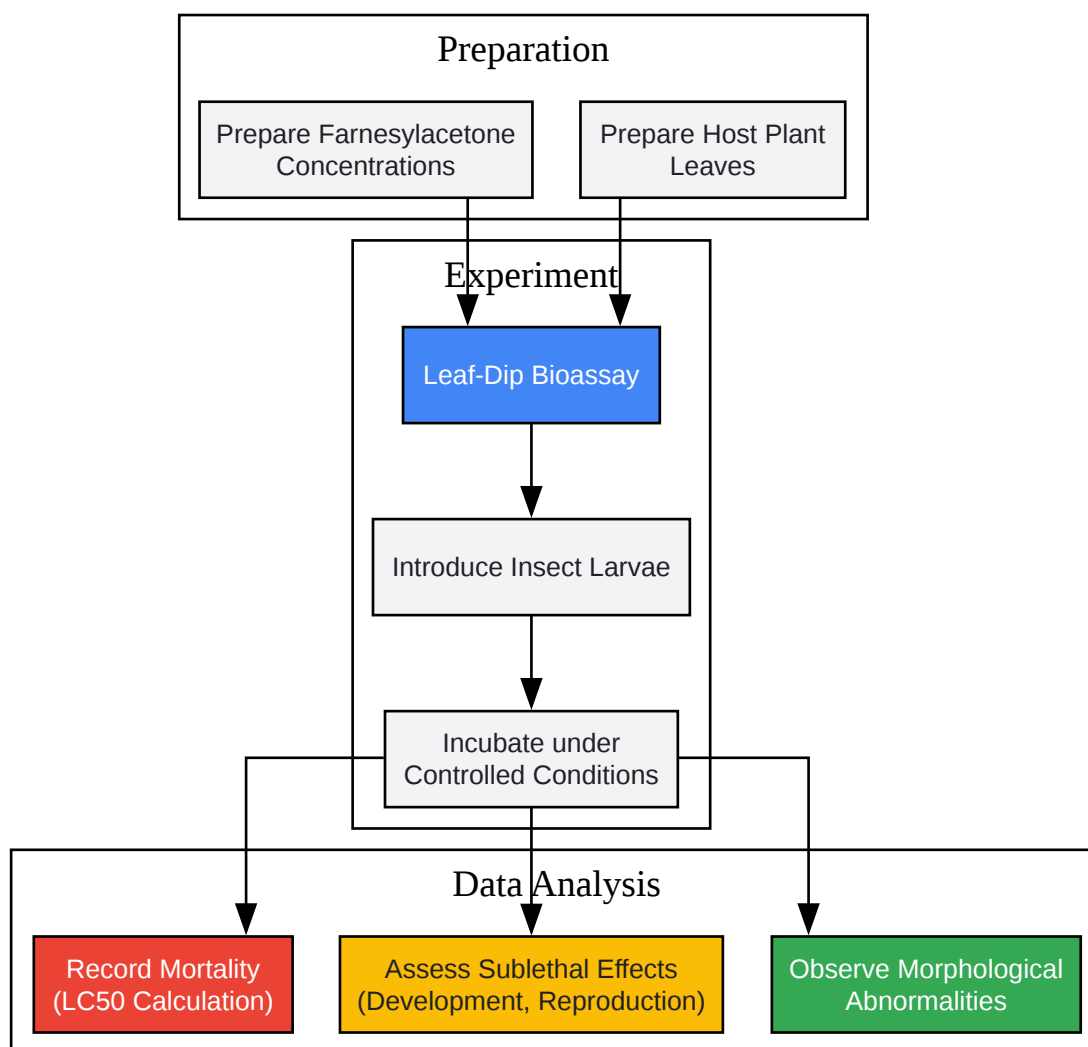 Preparation
Prepare Farnesylacetone
Concentrations
Prepare Host Plant
Leaves
Experiment
Leaf-Dip Bioassay
Introduce Insect Larvae
Incubate under
Controlled Conditions
Data Analysis
Record Mortality
(LC50 Calculation)
Assess Sublethal Effects
(Development, Reproduction)
Observe Morphological
Abnormalities